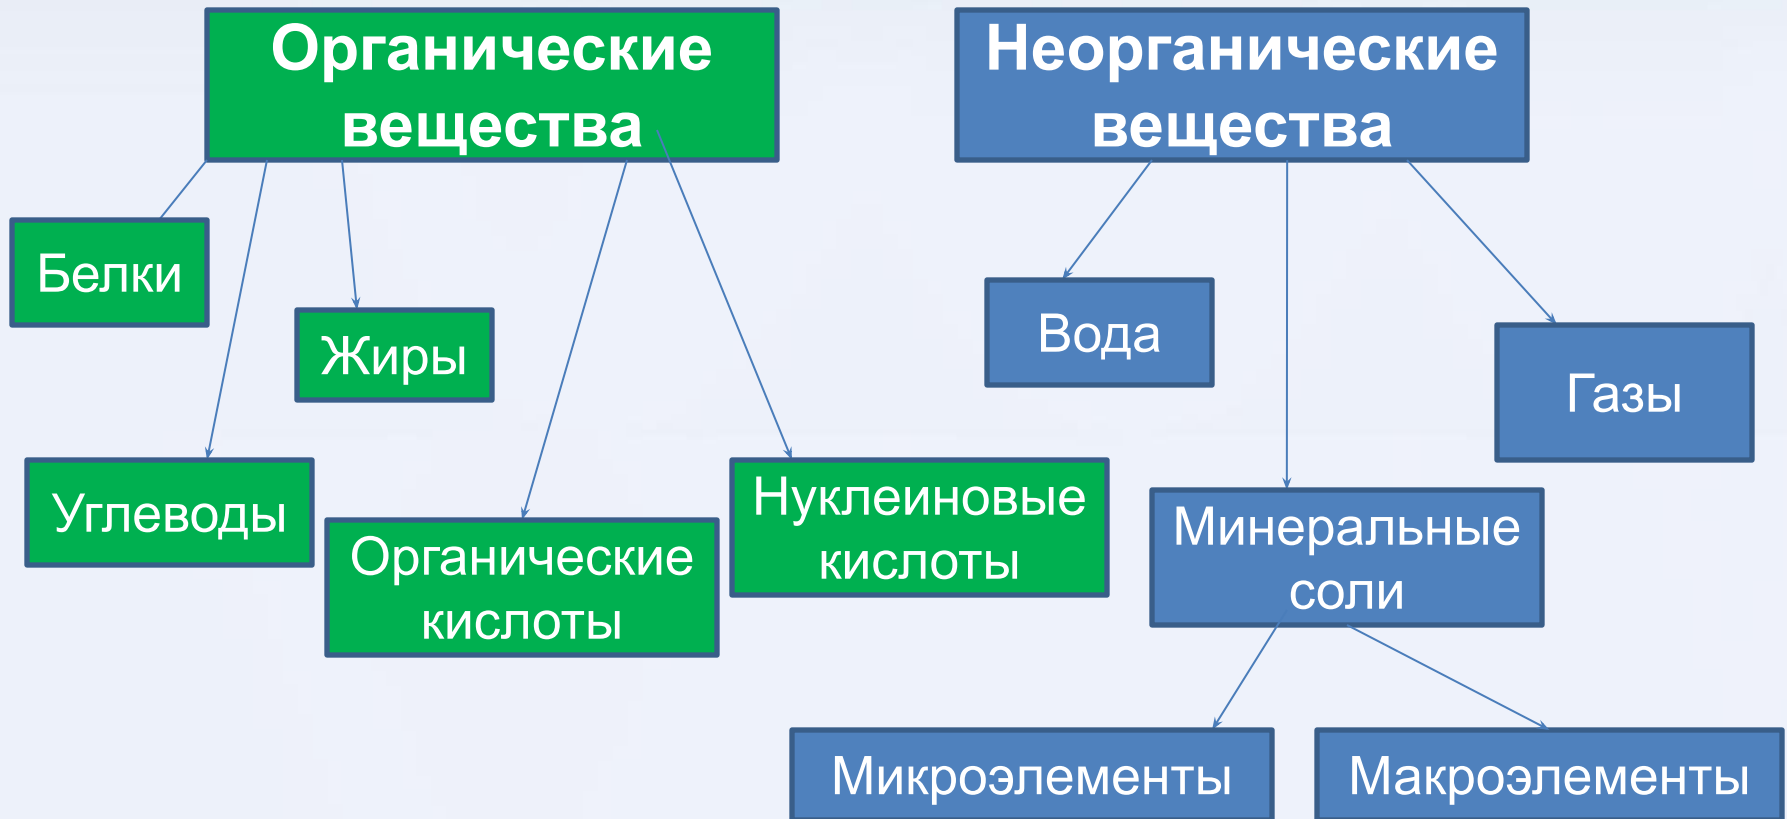 Органические
вещества
Неорганические
вещества
Белки
Жиры
Углеводы
Органические
кислоты
Нуклеиновые
кислоты
Вода
Газы
Минеральные
соли
Микроэлементы
Макроэлементы